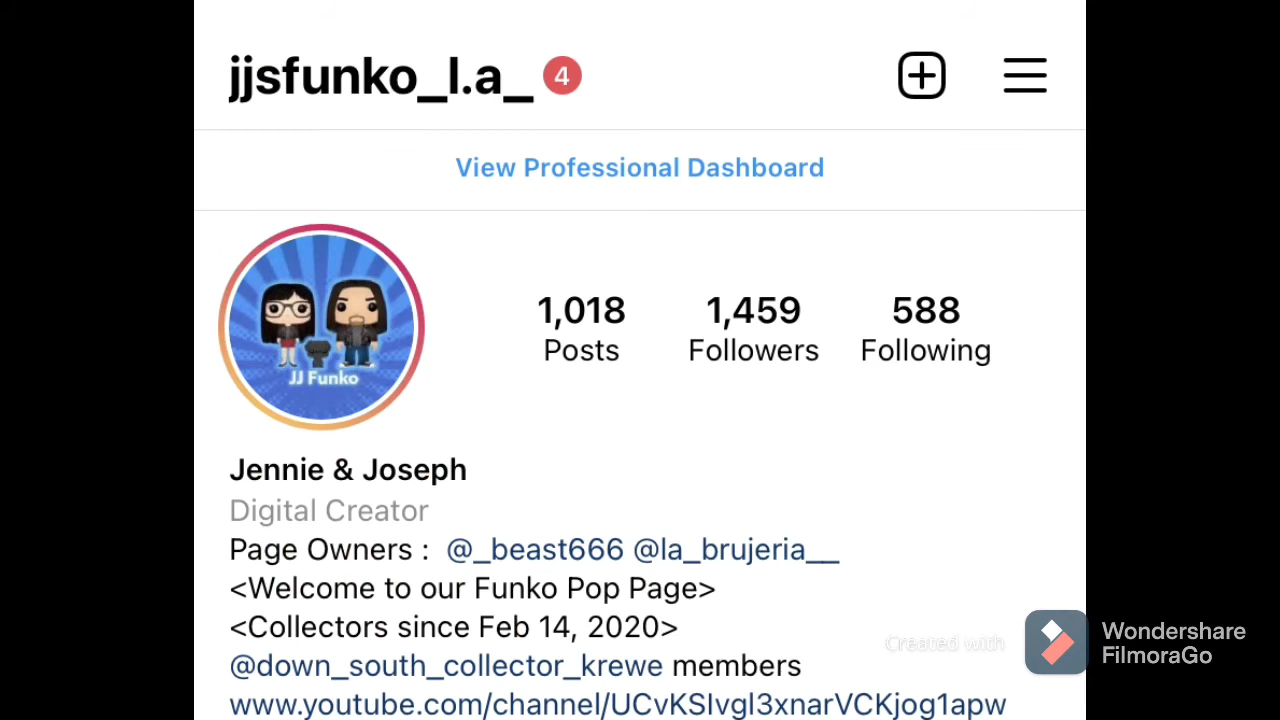 jjsfunko_l.a_ 4
View Professional Dashboard
JJ Funko
1,018 1,459 588
Posts Followers Following
Jennie & Joseph
Digital Creator
Page Owners : @_beast666 @la_brujeria__
<Welcome to our Funko Pop Page>
<Collectors since Feb 14, 2020>
@down_south_collector_krewe members
www.youtube.com/channel/UCvKSIvgl3xnarVCKjog1apw
Created with
Wondershare
FilmoraGo